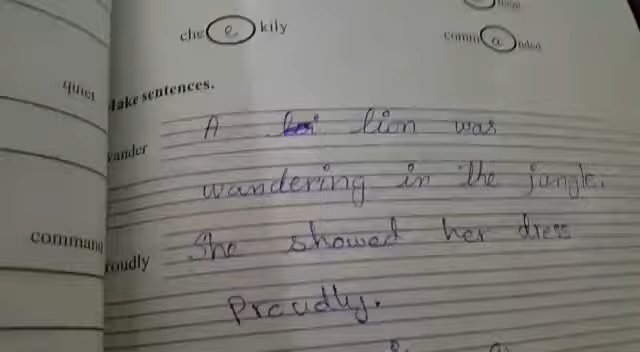 che e kily
comm a nded
quiet
Make sentences.
wander
A lion was
wandering in the jungle.
command
proudly
She showed her dress
Proudly.